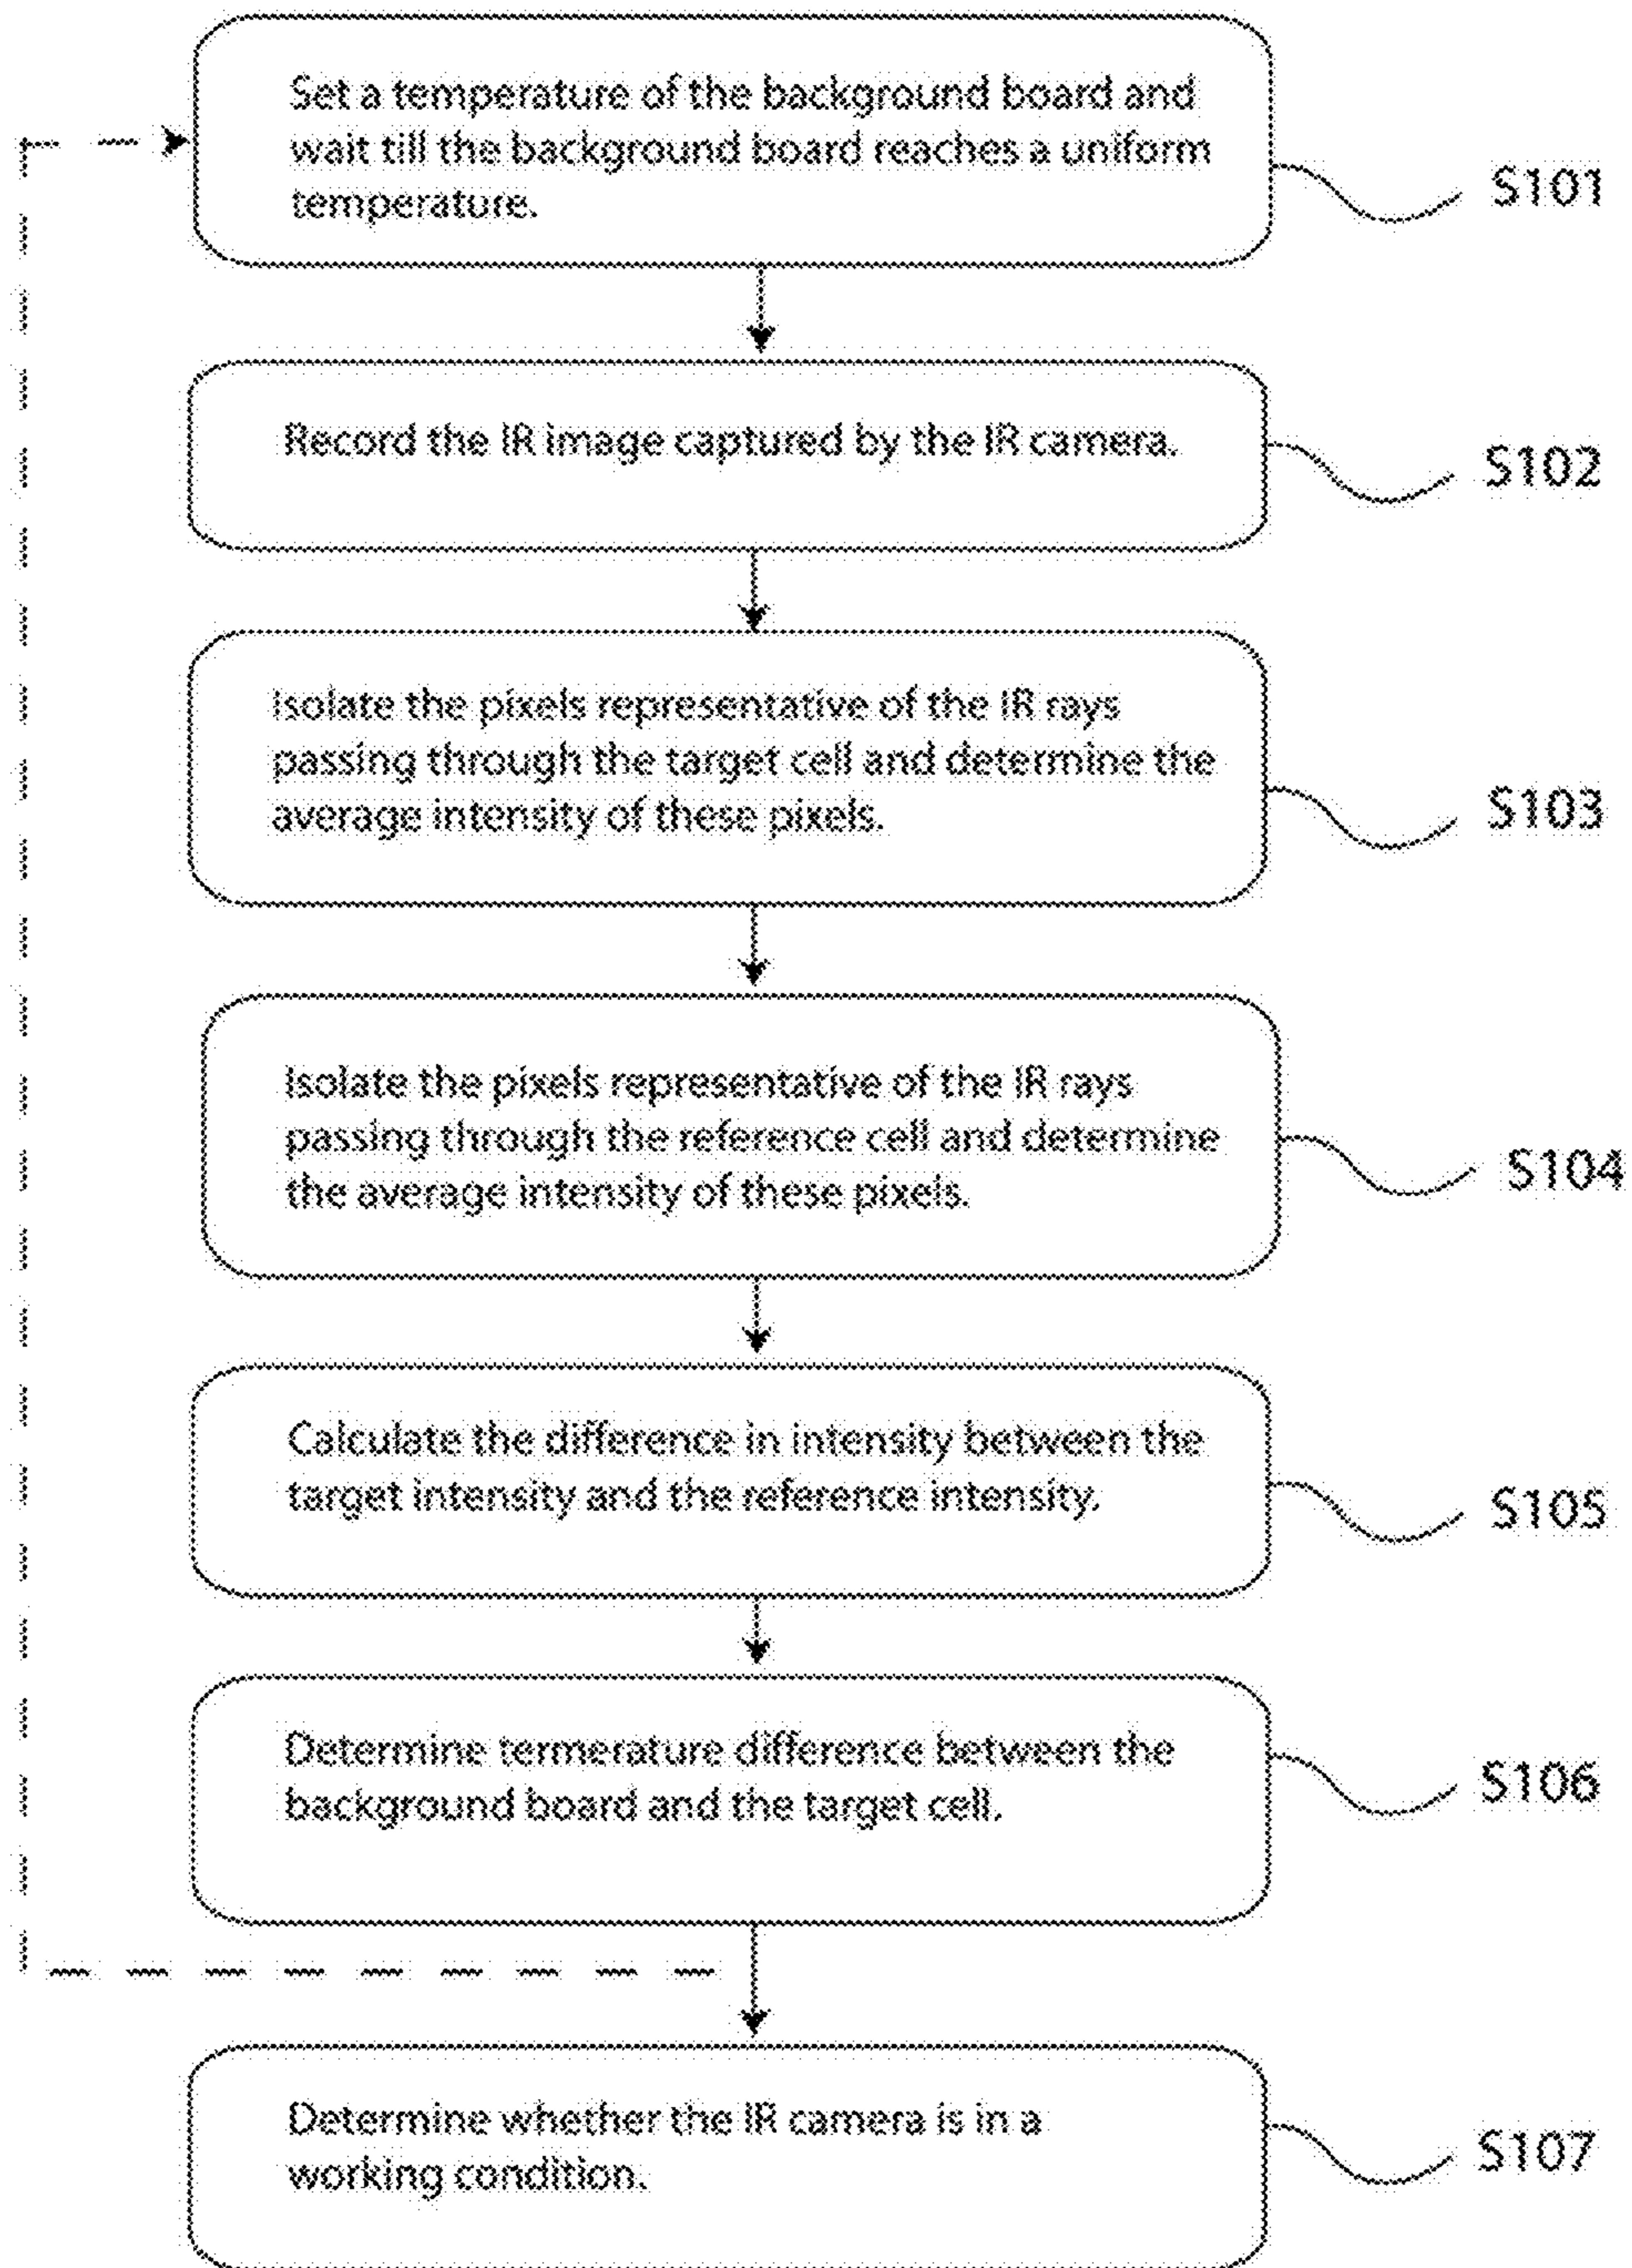 Set a temperature of the background board and
wait till the background board reaches a uniform
temperature.
S101
Record the IR image captured by the IR camera.
S102
Isolate the pixels representative of the IR rays
passing through the target cell and determine the
average intensity of these pixels.
S103
Isolate the pixels representative of the IR rays
passing through the reference cell and determine
the average intensity of these pixels.
S104
Calculate the difference in intensity between the
target intensity and the reference intensity.
S105
Determine termerature difference between the
background board and the target cell.
S106
Determine whether the IR camera is in a
working condition.
S107